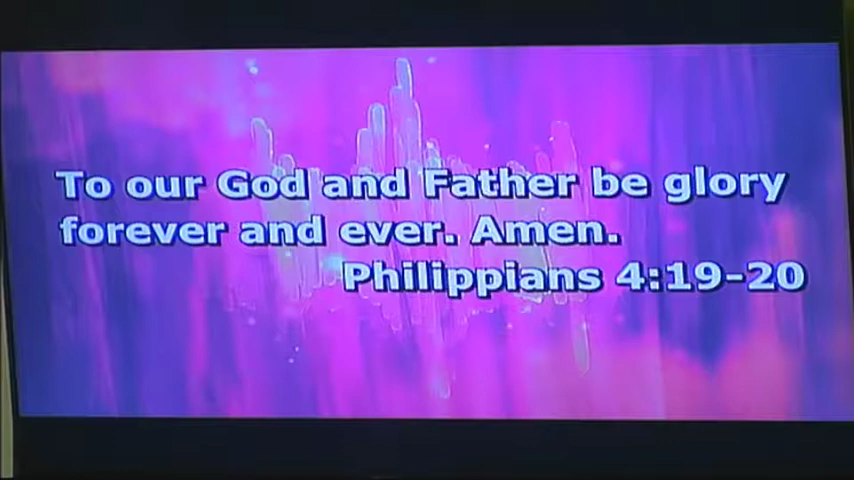 To our God and Father be glory
forever and ever. Amen.
Philippians 4:19-20